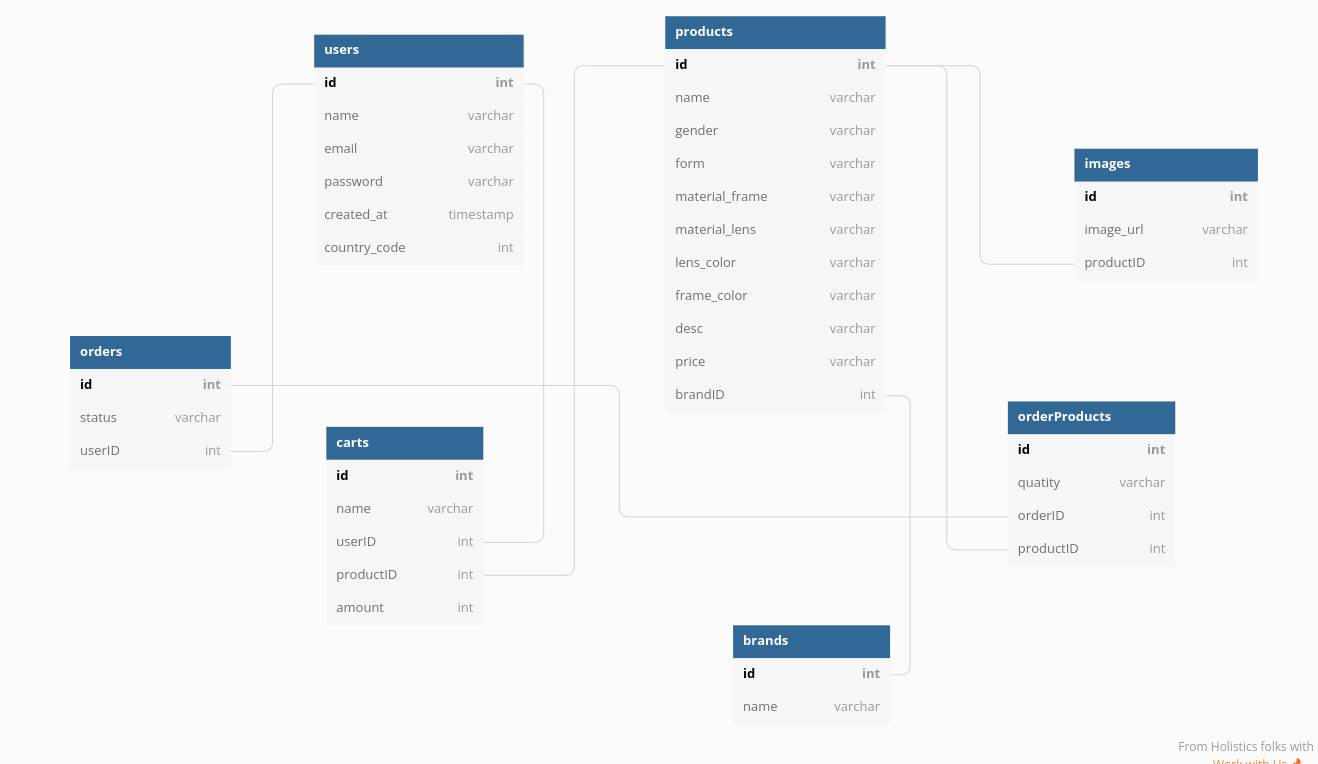 users
id int
name varchar
email varchar
password varchar
created_at timestamp
country_code int
products
id int
name varchar
gender varchar
form varchar
material_frame varchar
material_lens varchar
lens_color varchar
frame_color varchar
desc varchar
price varchar
brandID int
images
id int
image_url varchar
productID int
orders
id int
status varchar
userID int
carts
id int
name varchar
userID int
productID int
amount int
orderProducts
id int
quatity varchar
orderID int
productID int
brands
id int
name varchar
From Holistics folks with
Work with Us